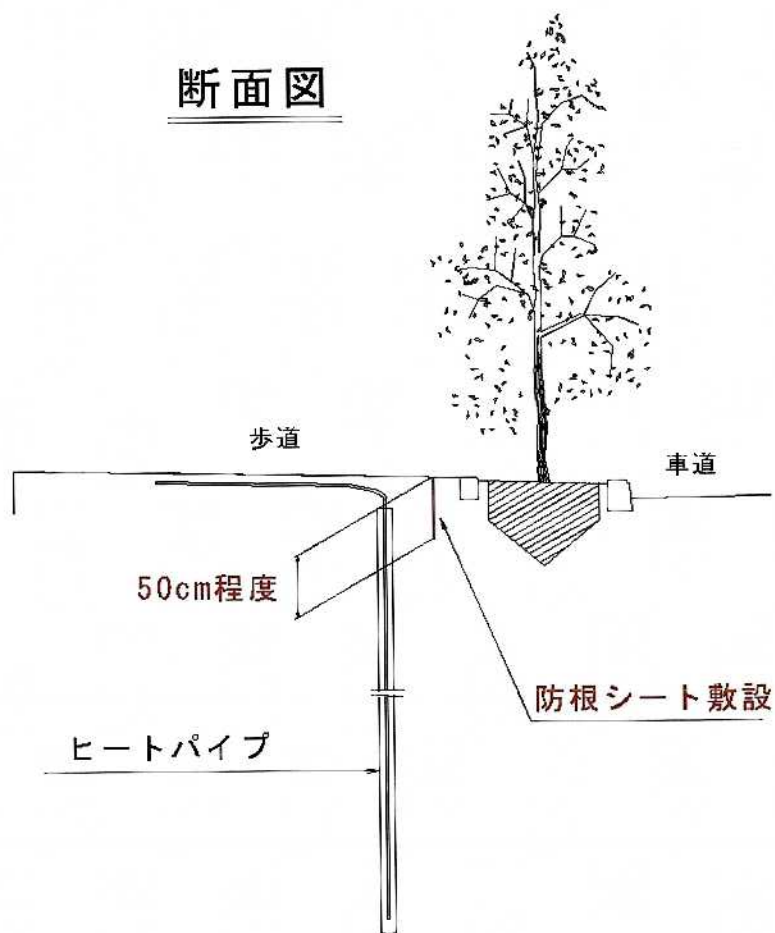 断面図
歩道
車道
50cm程度
防根シート敷設
ヒートパイプ